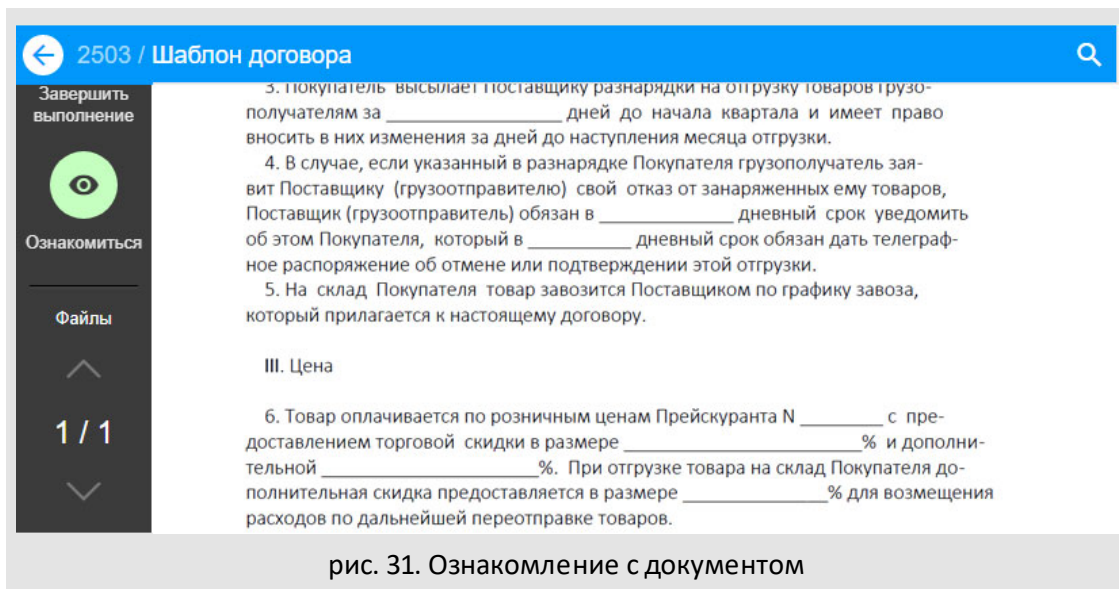 2503 / Шаблон договора
Завершить
выполнение
Ознакомиться
Файлы
1 / 1
3. Покупатель высылает Поставщику разнарядки на отгрузку товаров грузо-
получателям за ____________________ дней до начала квартала и имеет право
вносить в них изменения за дней до наступления месяца отгрузки.
4. В случае, если указанный в разнарядке Покупателя грузополучатель зая-
вит Поставщику (грузоотправителю) свой отказ от занаряженных ему товаров,
Поставщик (грузоотправитель) обязан в _______________ дневный срок уведомить
об этом Покупателя, который в ____________ дневный срок обязан дать телеграф-
ное распоряжение об отмене или подтверждении этой отгрузки.
5. На склад Покупателя товар завозится Поставщиком по графику завоза,
который прилагается к настоящему договору.
III. Цена
6. Товар оплачивается по розничным ценам Прейскуранта N _________ с пре-
доставлением торговой скидки в размере __________________________% и дополни-
тельной ________________________%. При отгрузке товара на склад Покупателя до-
полнительная скидка предоставляется в размере ________________% для возмещения
расходов по дальнейшей переотправке товаров.
рис. 31. Ознакомление с документом